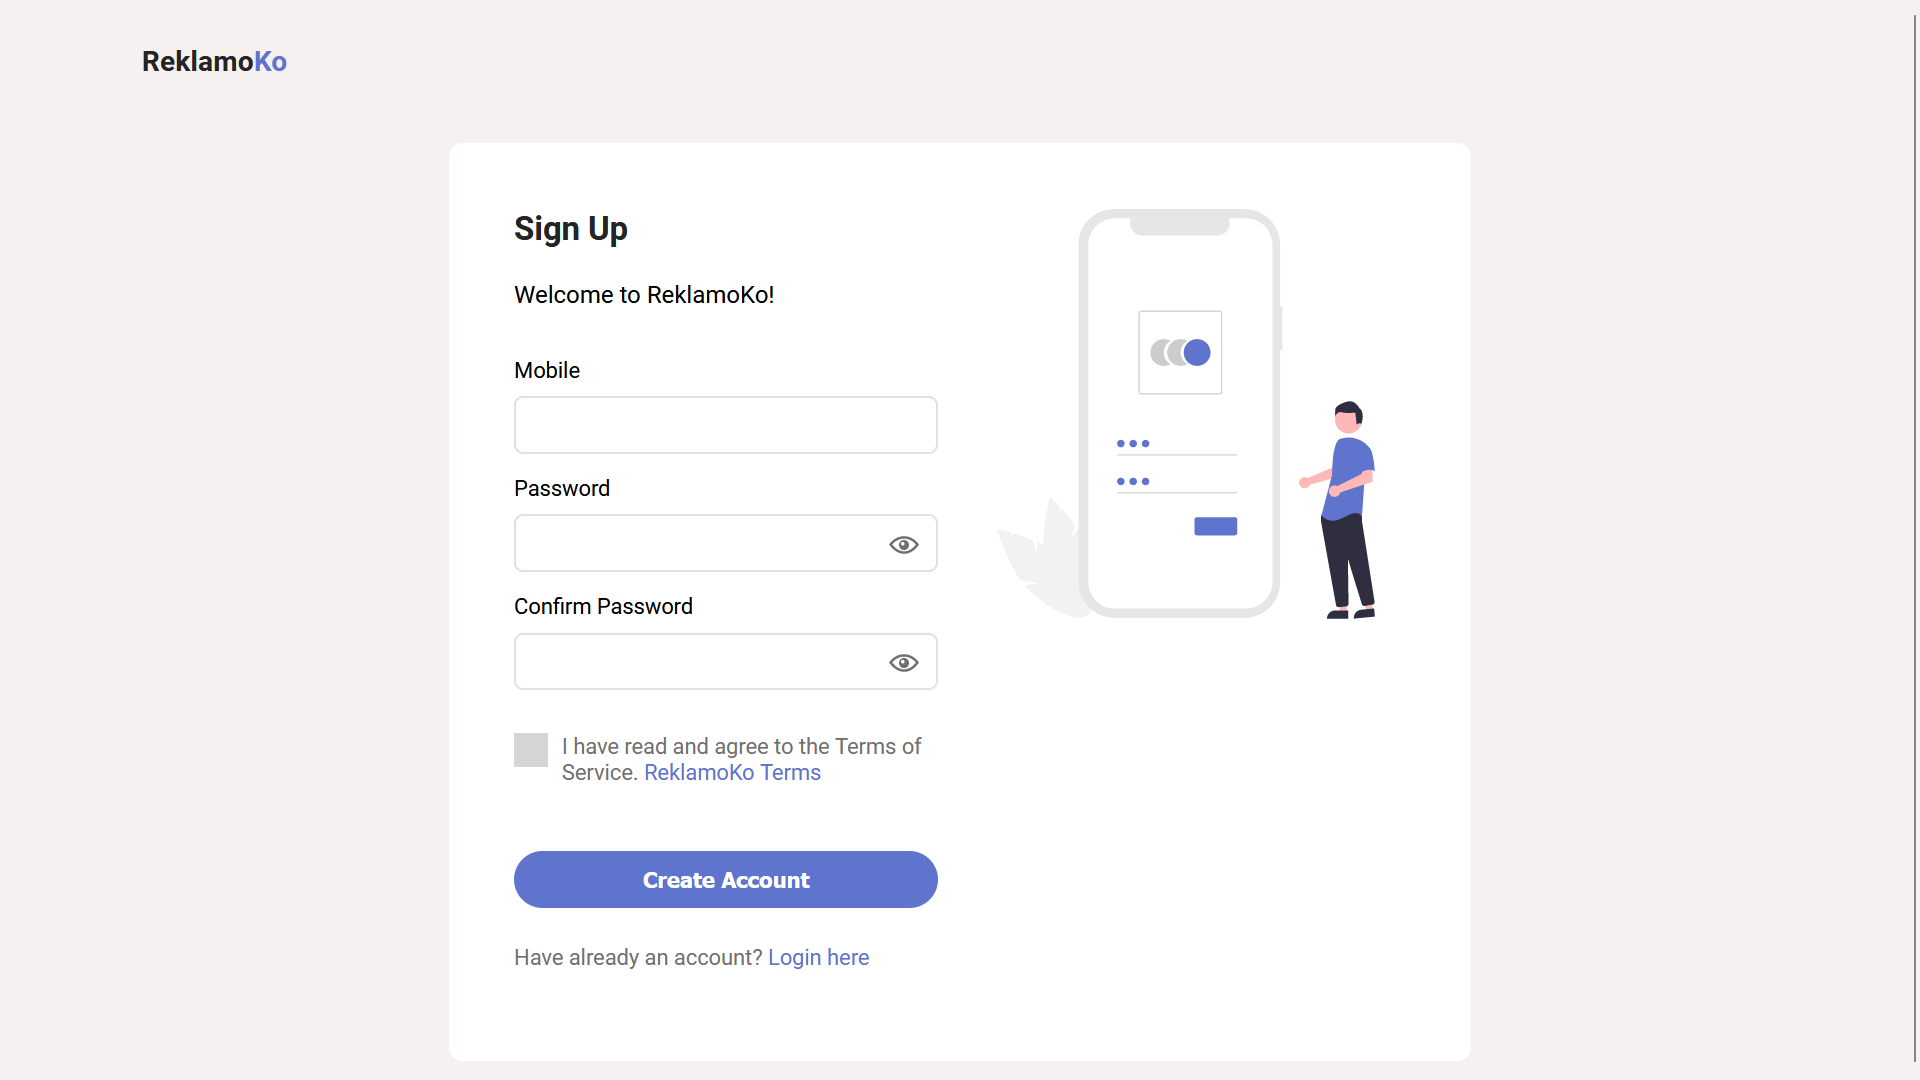 ReklamoKo
Sign Up
Welcome to ReklamoKo!
Mobile
Password
Confirm Password
I have read and agree to the Terms of
Service. ReklamoKo Terms
Create Account
Have already an account? Login here